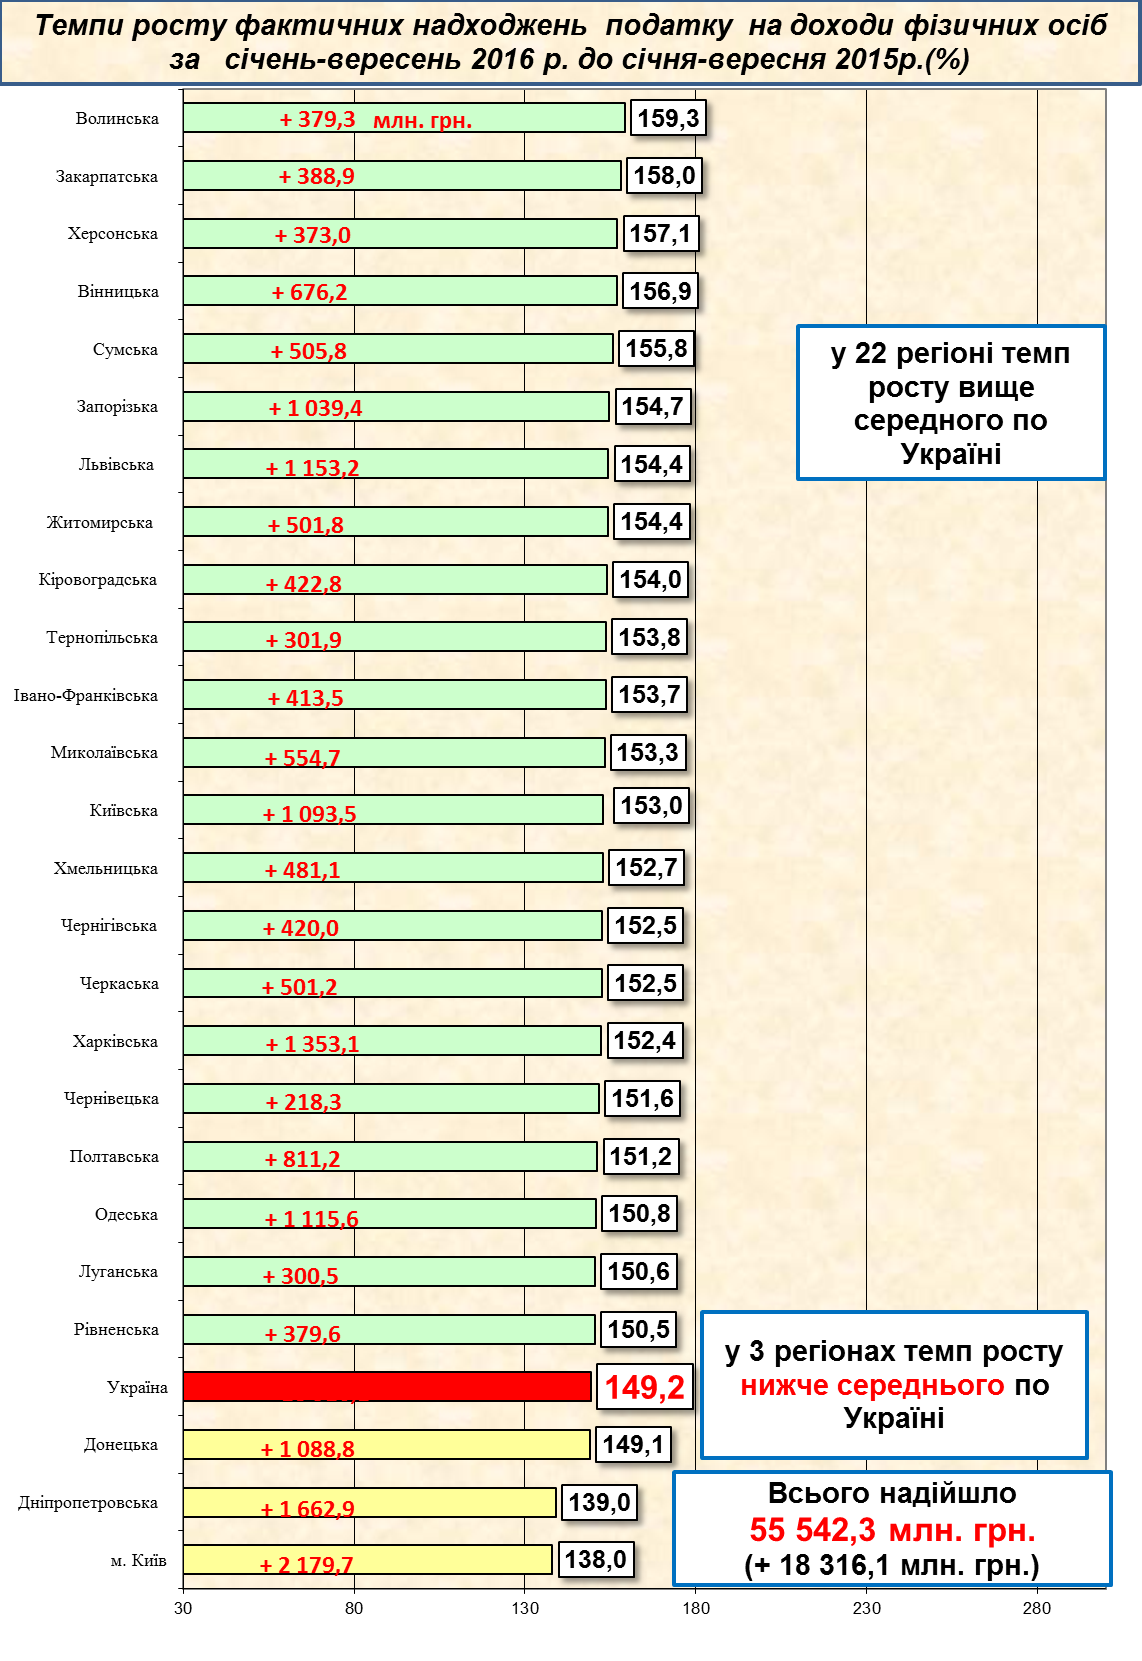 Темпи росту фактичних надходжень податку на доходи фізичних осіб
за січень-вересень 2016 р. до січня-вересня 2015р.(%)
Волинська + 379,3 млн. грн. 159,3
Закарпатська + 388,9 158,0
Херсонська + 373,0 157,1
Вінницька + 676,2 156,9
Сумська + 505,8 155,8
Запорізька + 1 039,4 154,7
Львівська + 1 153,2 154,4
Житомирська + 501,8 154,4
Кіровоградська + 422,8 154,0
Тернопільська + 301,9 153,8
Івано-Франківська + 413,5 153,7
Миколаївська + 554,7 153,3
Київська + 1 093,5 153,0
Хмельницька + 481,1 152,7
Чернігівська + 420,0 152,5
Черкаська + 501,2 152,5
Харківська + 1 353,1 152,4
Чернівецька + 218,3 151,6
Полтавська + 811,2 151,2
Одеська + 1 115,6 150,8
Луганська + 300,5 150,6
Рівненська + 379,6 150,5
Україна 149,2
Донецька + 1 088,8 149,1
Дніпропетровська + 1 662,9 139,0
м. Київ + 2 179,7 138,0
30 80 130 180 230 280
у 22 регіоні темп
росту вище
середного по
Україні
у 3 регіонах темп росту
нижче середнього по
Україні
Всього надійшло
55 542,3 млн. грн.
(+ 18 316,1 млн. грн.)